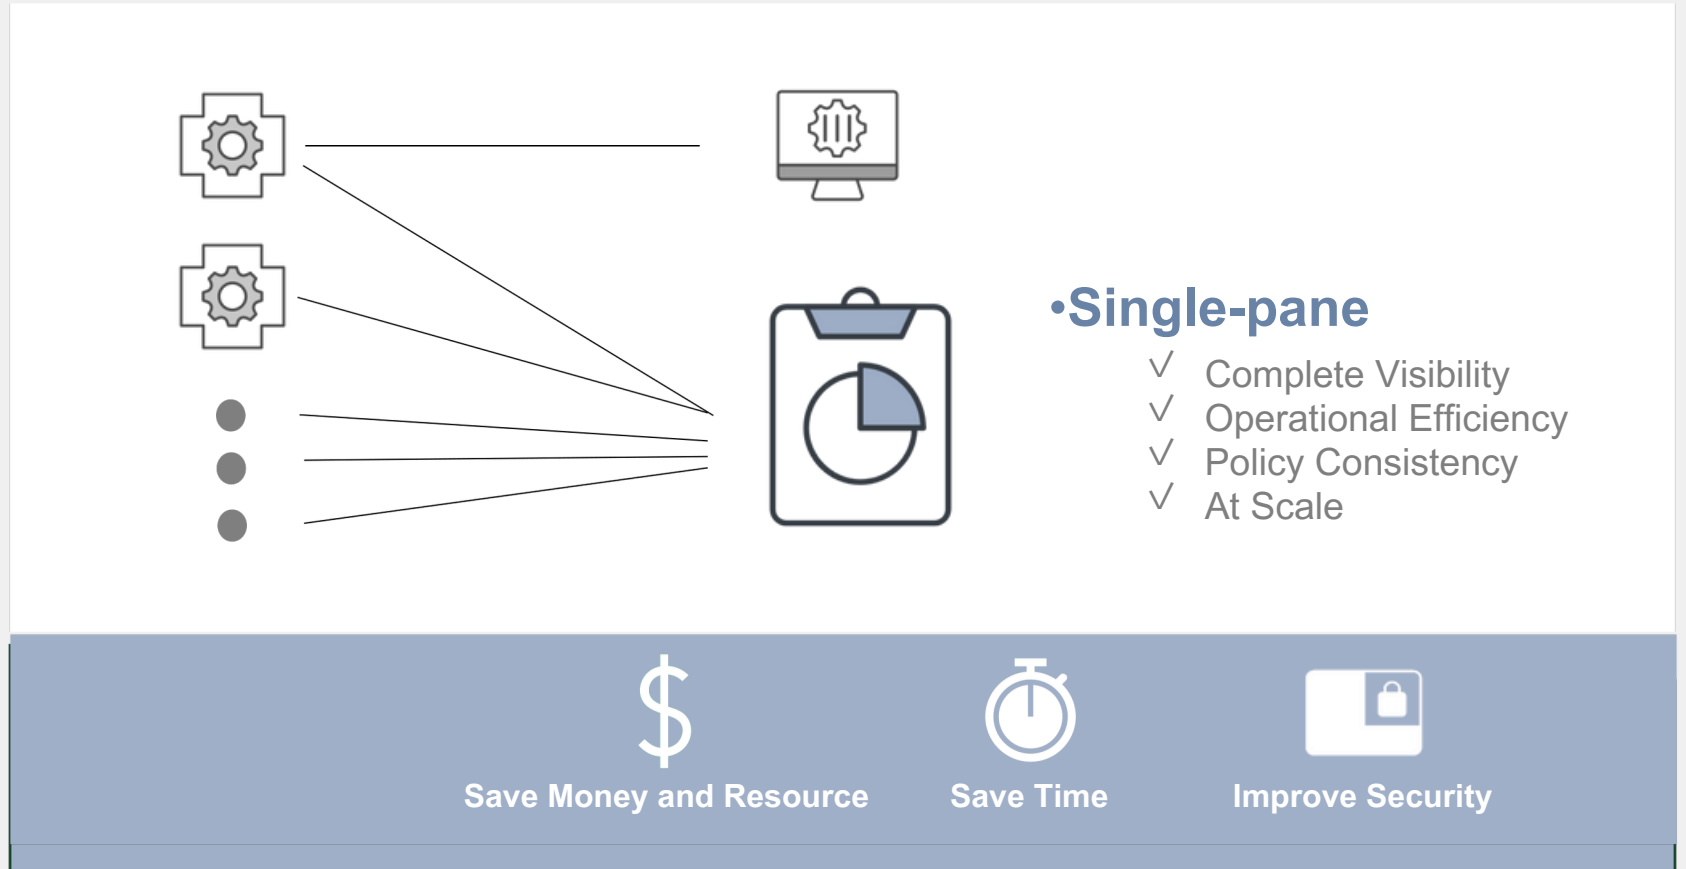 •Single-pane
✓ Complete Visibility
✓ Operational Efficiency
✓ Policy Consistency
✓ At Scale
Save Money and Resource
Save Time
Improve Security